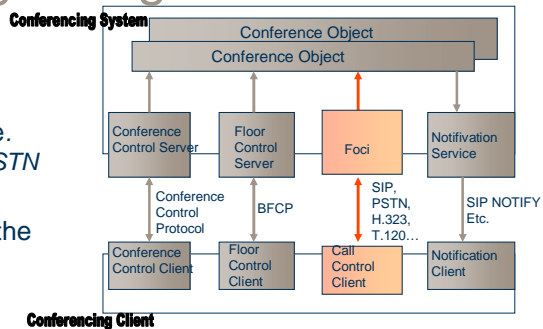 Conferencing System
Conference Object
Conference Object
e.
STN
the
Conference
Control Server
Floor
Control
Server
Foci
Notifivation
Service
Conference
Control
Protocol
BFCP
SIP,
PSTN,
H.323,
T.120…
SIP NOTIFY
Etc.
Conference
Control Client
Floor
Control
Client
Call
Control
Client
Notification
Client
Conferencing Client